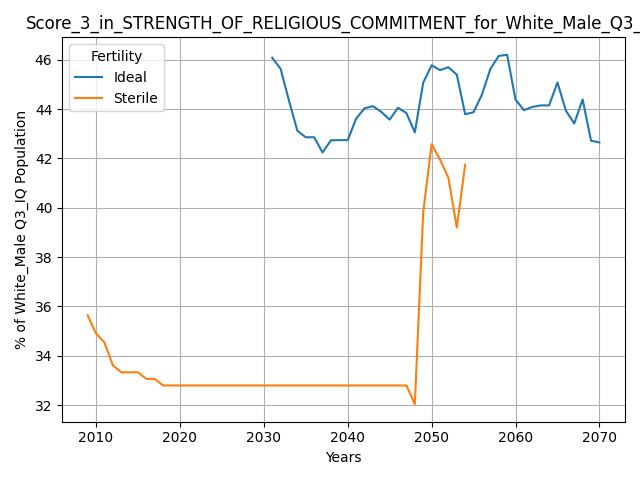 Score_3_in_STRENGTH_OF_RELIGIOUS_COMMITMENT_for_White_Male_Q3_
Fertility
Ideal
Sterile
% of White_Male Q3_IQ Population
46
44
42
40
38
36
34
32
2010 2020 2030 2040 2050 2060 2070
Years